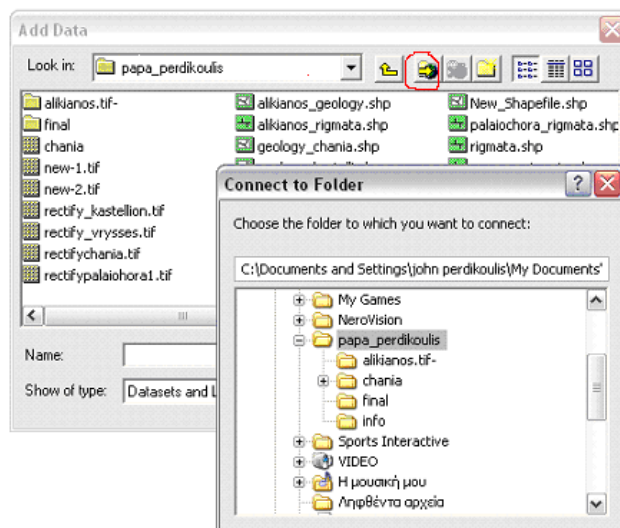 Add Data
Look in: papa_perdikoulis
alikianos.tif-
final
chania
new-1.tif
new-2.tif
rectify_kastellion.tif
rectify_vrysses.tif
rectifychania.tif
rectifypalaiohora1.tif
alikianos_geology.shp
alikianos_rigmata.shp
geology_chania.shp
New_Shapefile.shp
palaiochora_rigmata.shp
rigmata.shp
Name:
Show of type: Datasets and L
Connect to Folder
Choose the folder to which you want to connect:
C:\Documents and Settings\john perdikoulis\My Documents'
My Games
NeroVision
papa_perdikoulis
alikianos.tif-
chania
final
info
Sports Interactive
VIDEO
Η μουσική μου
Ληφθέντα αρχεία